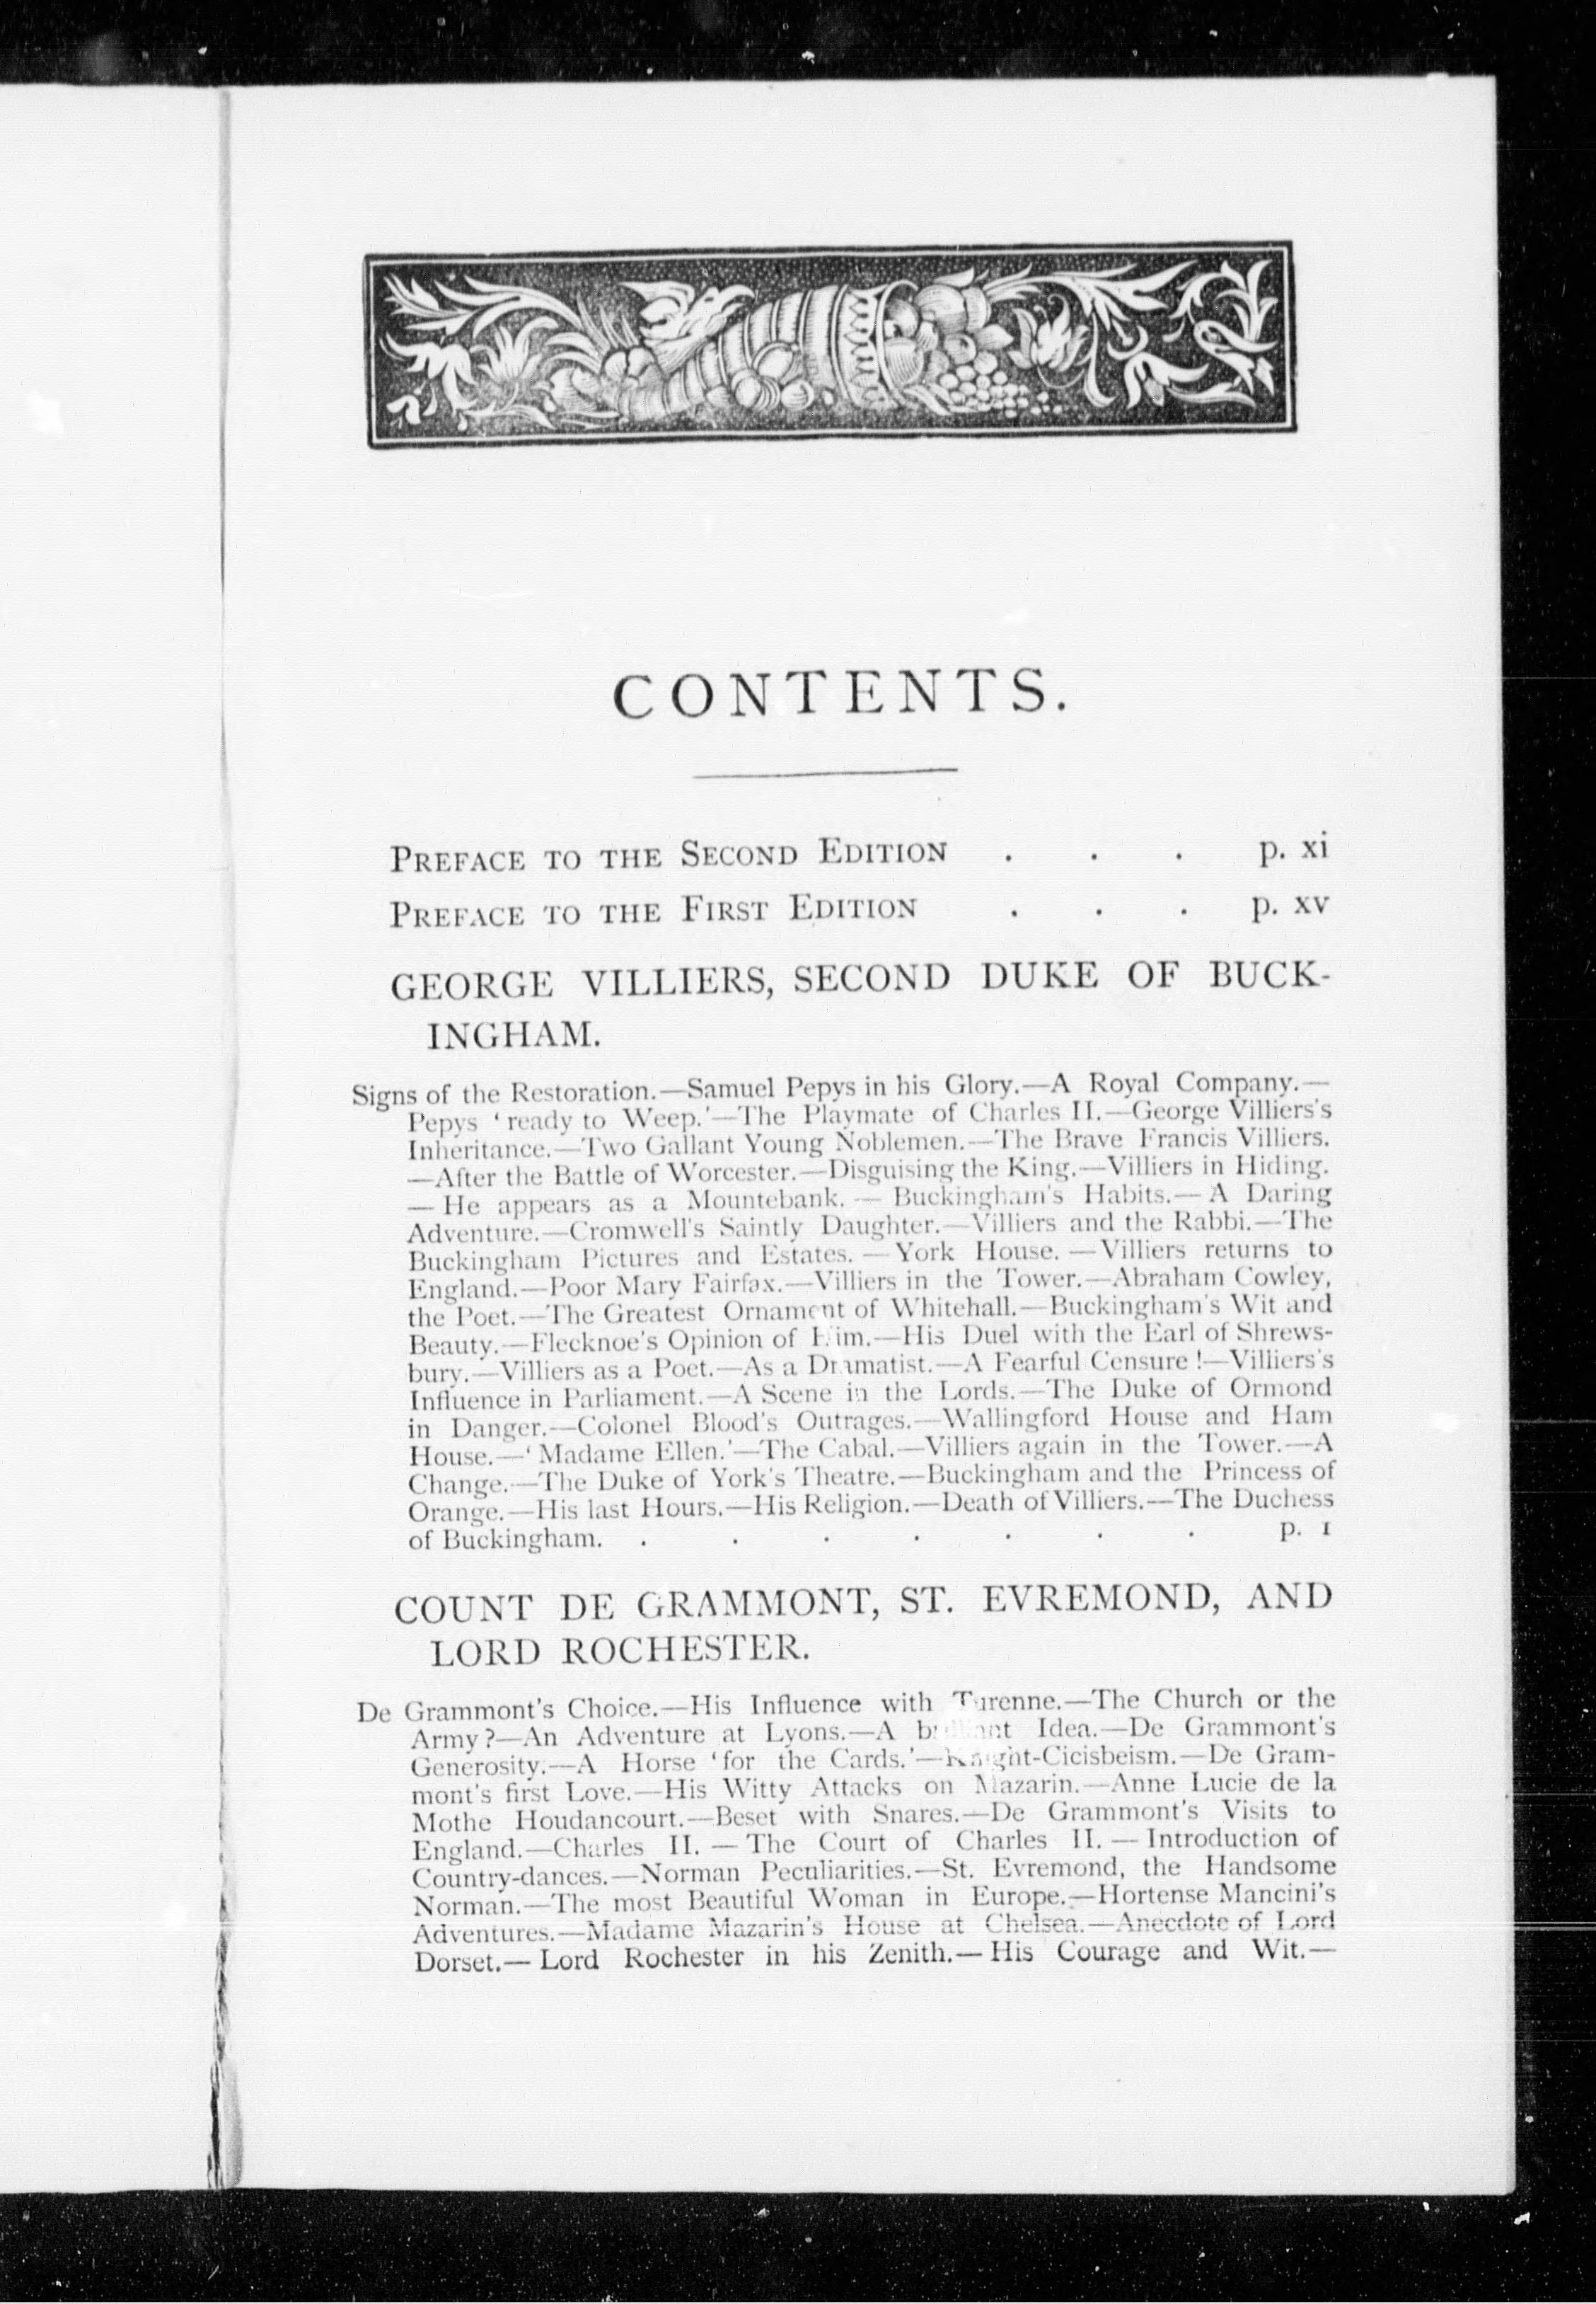 CONTENTS.
PREFACE TO THE SECOND EDITION . . . p. xi
PREFACE TO THE FIRST EDITION . . . p. xv
GEORGE VILLIERS, SECOND DUKE OF BUCK-
INGHAM.
Signs of the Restoration.—Samuel Pepys in his Glory.—A Royal Company.—
Pepys ‘ready to Weep.’—The Playmate of Charles II.—George Villiers's
Inheritance.—Two Gallant Young Noblemen.—The Brave Francis Villiers.
—After the Battle of Worcester.—Disguising the King.—Villiers in Hiding.
— He appears as a Mountebank. — Buckingham's Habits.— A Daring
Adventure.—Cromwell's Saintly Daughter.—Villiers and the Rabbi.—The
Buckingham Pictures and Estates. — York House. — Villiers returns to
England.—Poor Mary Fairfax.—Villiers in the Tower.—Abraham Cowley,
the Poet.—The Greatest Ornament of Whitehall.—Buckingham's Wit and
Beauty.—Flecknoe's Opinion of Him.—His Duel with the Earl of Shrews-
bury.—Villiers as a Poet.—As a Dramatist.—A Fearful Censure !—Villiers's
Influence in Parliament.—A Scene in the Lords.—The Duke of Ormond
in Danger.—Colonel Blood's Outrages.—Wallingford House and Ham
House.—‘Madame Ellen.’—The Cabal.—Villiers again in the Tower.—A
Change.—The Duke of York's Theatre.—Buckingham and the Princess of
Orange.—His last Hours.—His Religion.—Death of Villiers.—The Duchess
of Buckingham. . . . . . . . p. 1
COUNT DE GRAMMONT, ST. EVREMOND, AND
LORD ROCHESTER.
De Grammont's Choice.—His Influence with Turenne.—The Church or the
Army?—An Adventure at Lyons.—A brilliant Idea.—De Grammont's
Generosity.—A Horse ‘for the Cards.’—Knight-Cicisbeism.—De Gram-
mont's first Love.—His Witty Attacks on Mazarin.—Anne Lucie de la
Mothe Houdancourt.—Beset with Snares.—De Grammont's Visits to
England.—Charles II. — The Court of Charles II. — Introduction of
Country-dances.—Norman Peculiarities.—St. Evremond, the Handsome
Norman.—The most Beautiful Woman in Europe.—Hortense Mancini's
Adventures.—Madame Mazarin's House at Chelsea.—Anecdote of Lord
Dorset.— Lord Rochester in his Zenith.— His Courage and Wit.—